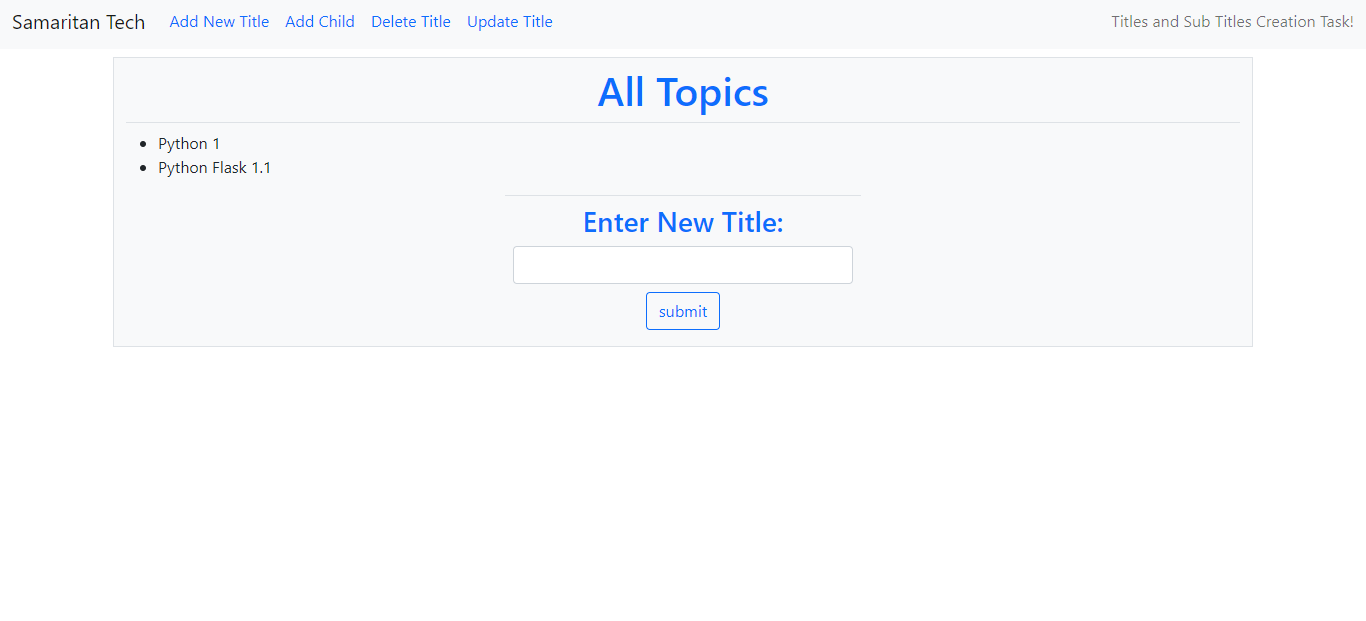 Samaritan Tech Add New Title Add Child Delete Title Update Title Titles and Sub Titles Creation Task!
All Topics
Python 1
Python Flask 1.1
Enter New Title:
submit